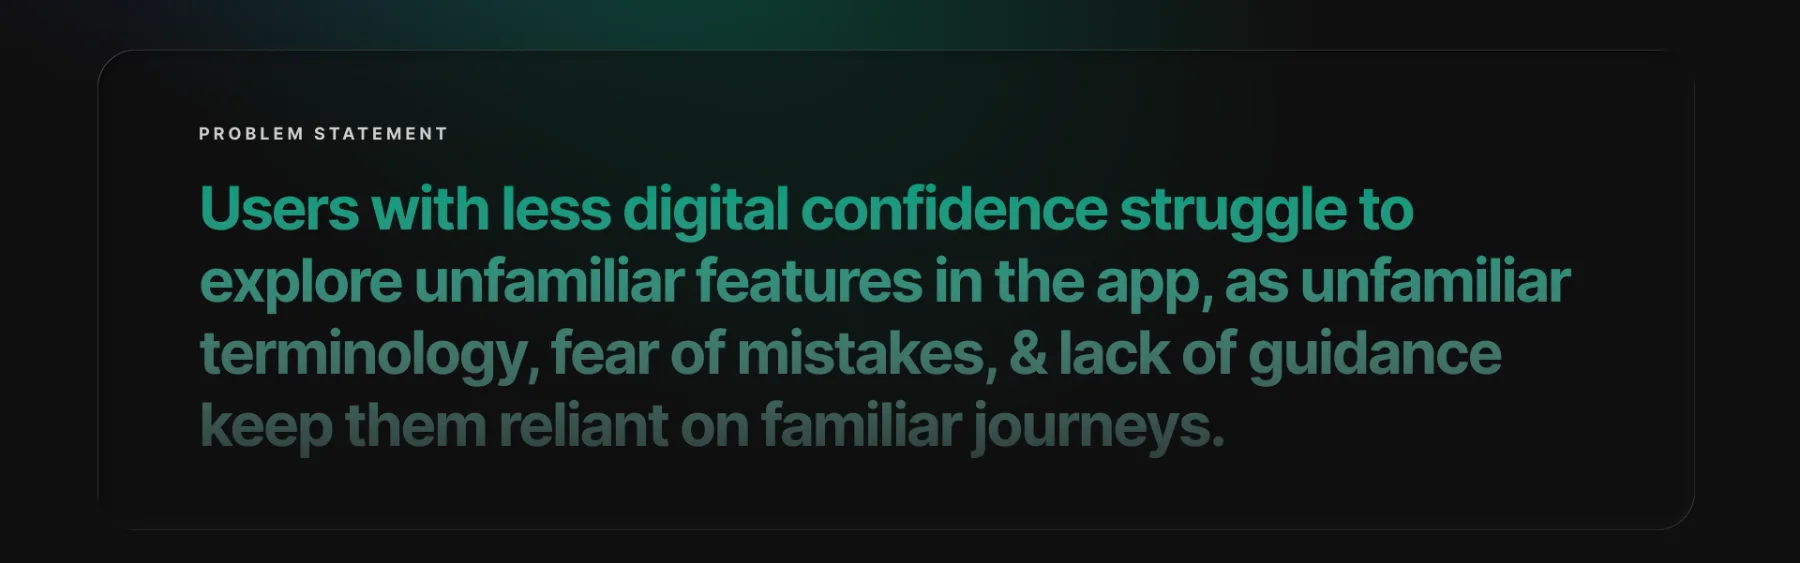 PROBLEM STATEMENT
Users with less digital confidence struggle to
explore unfamiliar features in the app, as unfamiliar
terminology, fear of mistakes, & lack of guidance
keep them reliant on familiar journeys.